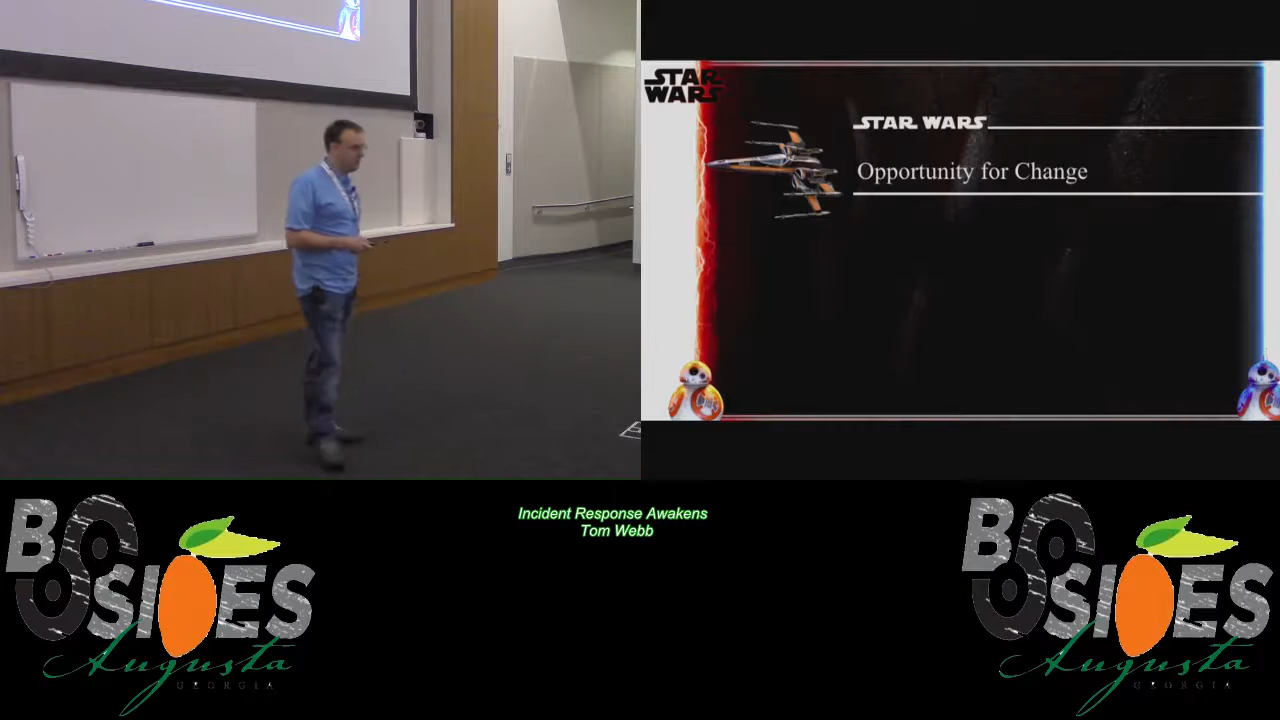 STAR
WARS
STAR WARS
Opportunity for Change
Incident Response Awakens
Tom Webb
BSIDES
Augusta
GEORGIA
BSIDES
Augusta
GEORGIA